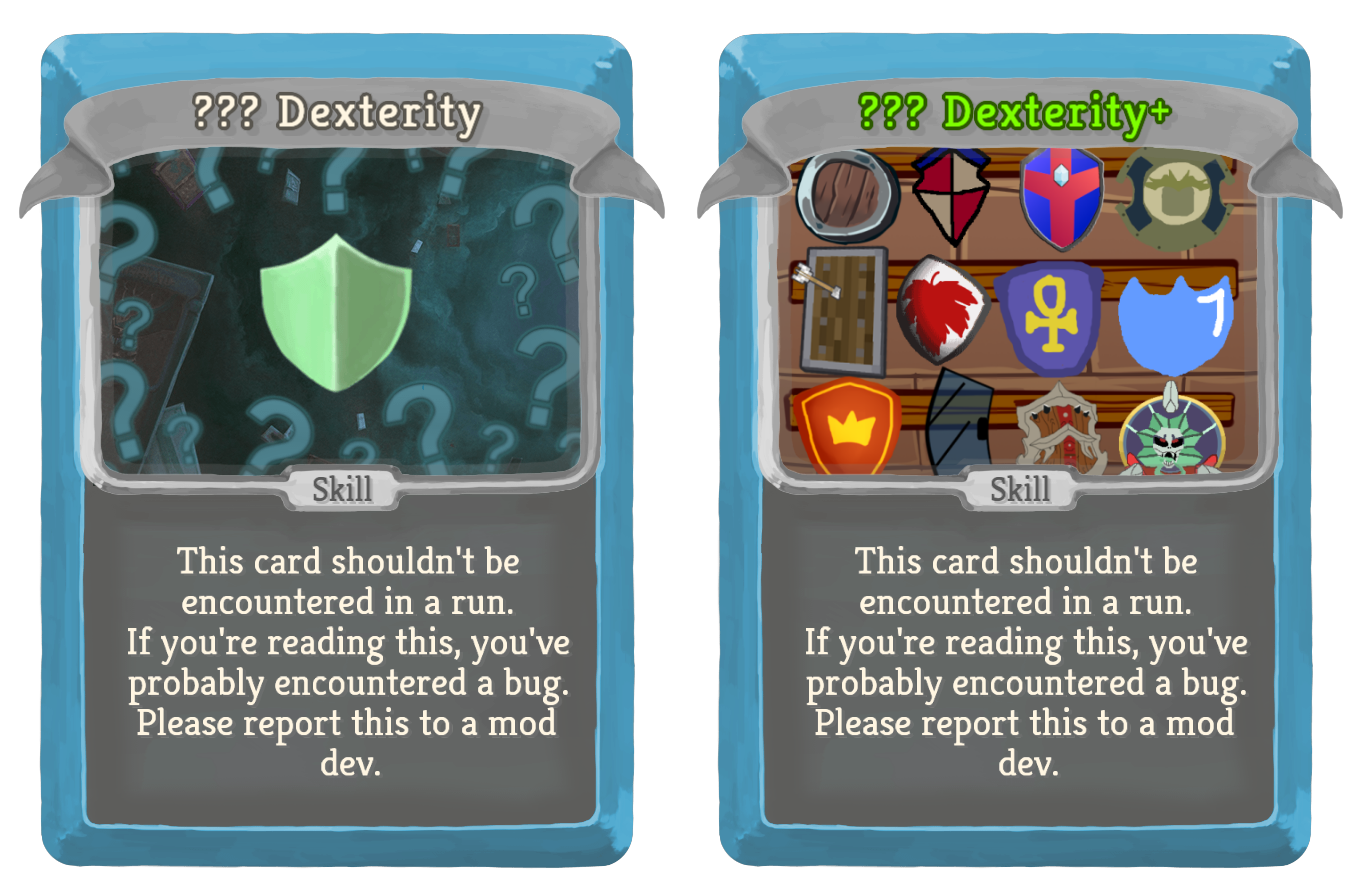 ??? Dexterity
Skill
This card shouldn't be
encountered in a run.
If you're reading this, you've
probably encountered a bug.
Please report this to a mod
dev.
??? Dexterity+
Skill
This card shouldn't be
encountered in a run.
If you're reading this, you've
probably encountered a bug.
Please report this to a mod
dev.